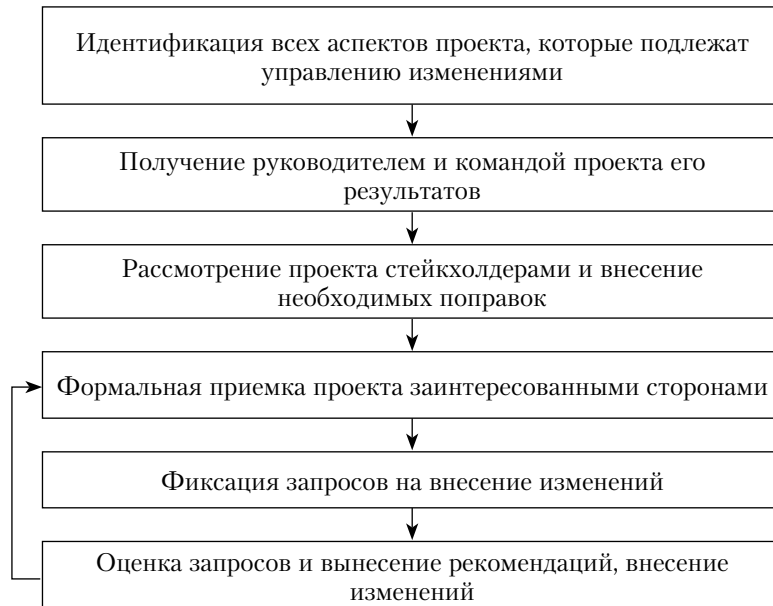 Идентификация всех аспектов проекта, которые подлежат
управлению изменениями
Получение руководителем и командой проекта его
результатов
Рассмотрение проекта стейкхолдерами и внесение
необходимых поправок
Формальная приемка проекта заинтересованными сторонами
Фиксация запросов на внесение изменений
Оценка запросов и вынесение рекомендаций, внесение
изменений